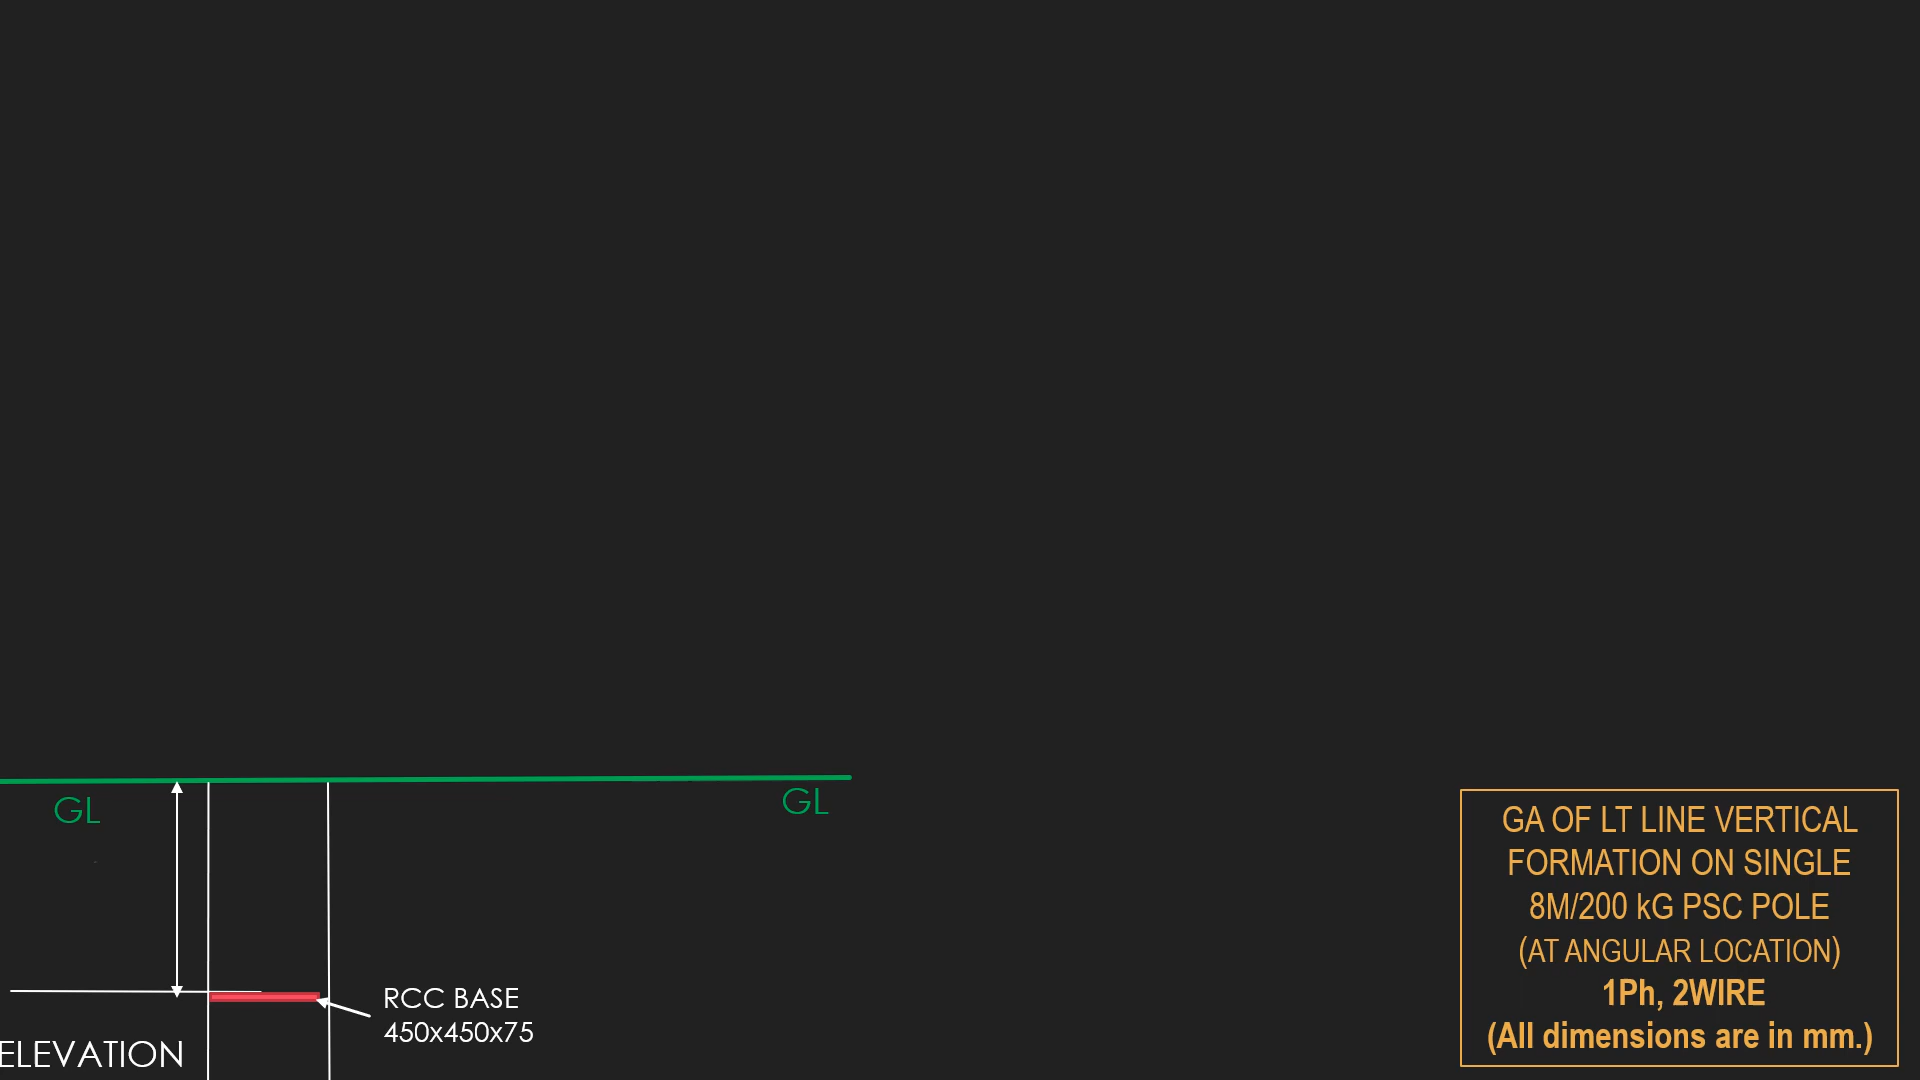 GL
GL
RCC BASE
450x450x75
ELEVATION
GA OF LT LINE VERTICAL
FORMATION ON SINGLE
8M/200 kG PSC POLE
(AT ANGULAR LOCATION)
1Ph, 2WIRE
(All dimensions are in mm.)